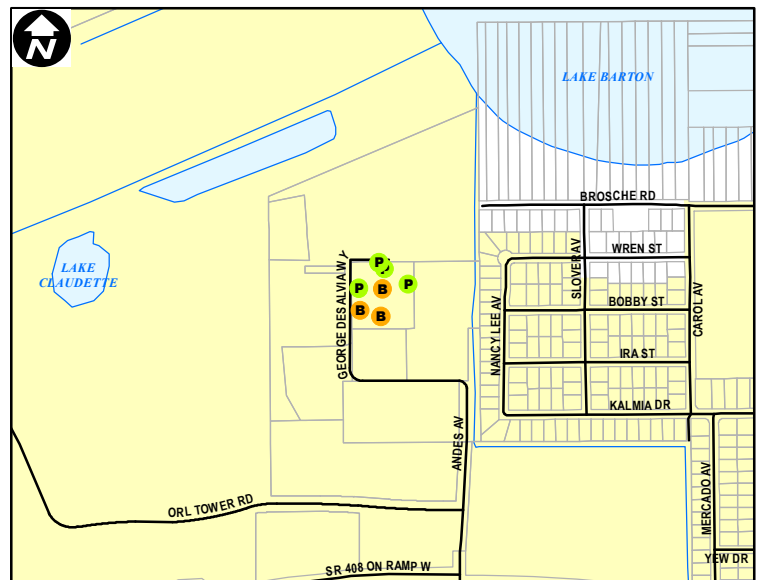 N
LAKE BARTON
BROSCHE RD
WREN ST
SLOVER AV
LAKE
CLAUDETTE
GEORGE DESALVIA WY
P
P
P
B
P
B
B
BOBBY ST
CAROL AV
NANCY LEE AV
IRA ST
KALMIA DR
ANDES AV
MERCADO AV
ORL TOWER RD
YEW DR
SR 408 ON RAMP W